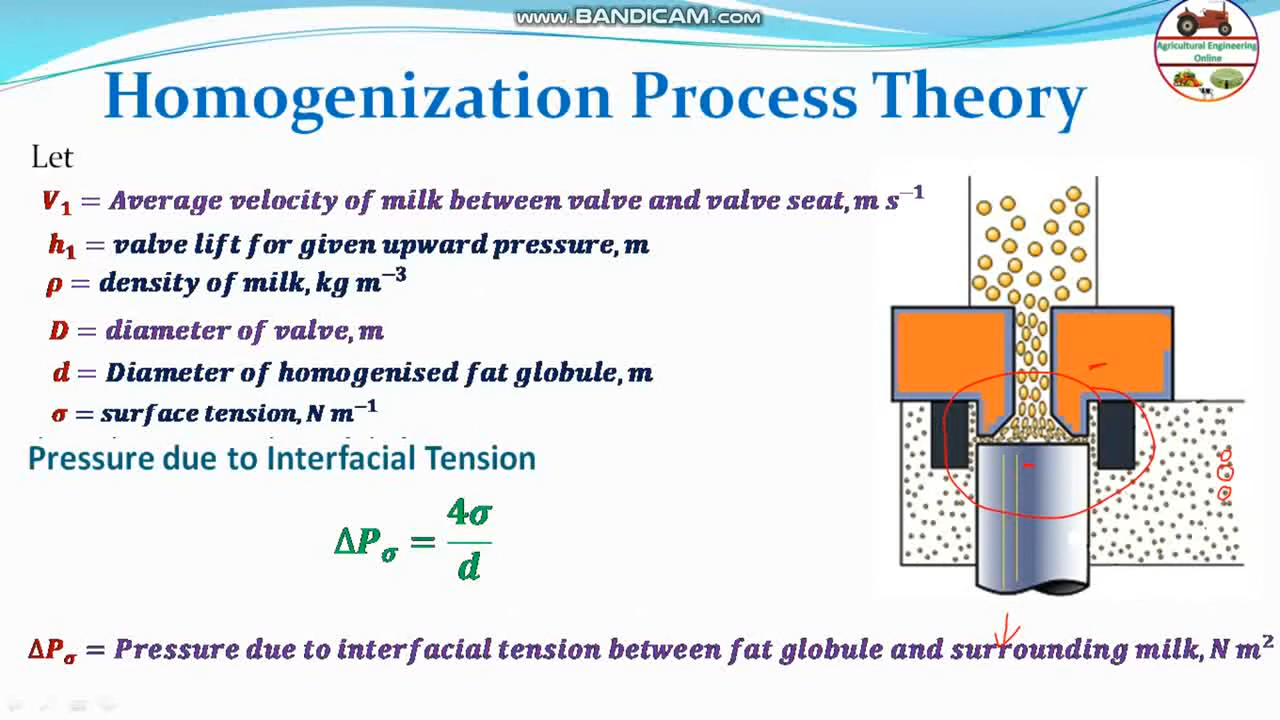 www.BANDICAM.com
Agricultural Engineering
Online
Homogenization Process Theory
Let
V₁ = Average velocity of milk between valve and valve seat, m s⁻¹
h₁ = valve lift for given upward pressure, m
ρ = density of milk, kg m⁻³
D = diameter of valve, m
d = Diameter of homogenised fat globule, m
σ = surface tension, N m⁻¹
Pressure due to Interfacial Tension
ΔP_σ = 4σ/d
ΔP_σ = Pressure due to interfacial tension between fat globule and surrounding milk, N m²